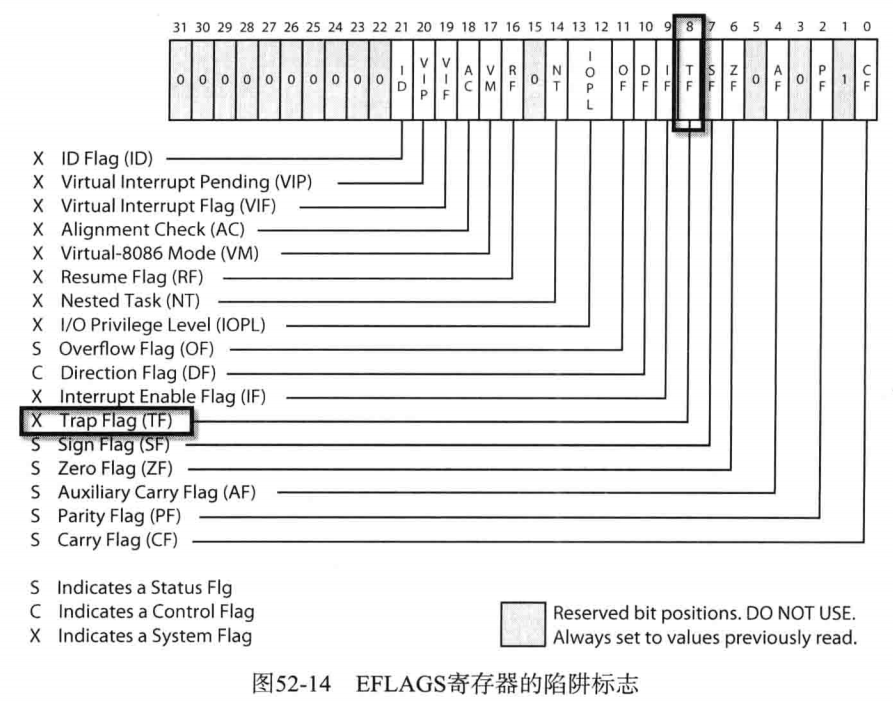 31 30 29 28 27 26 25 24 23 22 21 20 19 18 17 16 15 14 13 12 11 10 9 8 7 6 5 4 3 2 1 0
0 0 0 0 0 0 0 0 0 0 ID VIP VIF AC VM RF 0 NT IOPL OF DF IF TF SF ZF 0 AF 0 PF 1 CF
X ID Flag (ID)
X Virtual Interrupt Pending (VIP)
X Virtual Interrupt Flag (VIF)
X Alignment Check (AC)
X Virtual-8086 Mode (VM)
X Resume Flag (RF)
X Nested Task (NT)
X I/O Privilege Level (IOPL)
S Overflow Flag (OF)
C Direction Flag (DF)
X Interrupt Enable Flag (IF)
X Trap Flag (TF)
S Sign Flag (SF)
S Zero Flag (ZF)
S Auxiliary Carry Flag (AF)
S Parity Flag (PF)
S Carry Flag (CF)
S Indicates a Status Flg
C Indicates a Control Flag
X Indicates a System Flag
Reserved bit positions. DO NOT USE.
Always set to values previously read.
图52-14 EFLAGS寄存器的陷阱标志